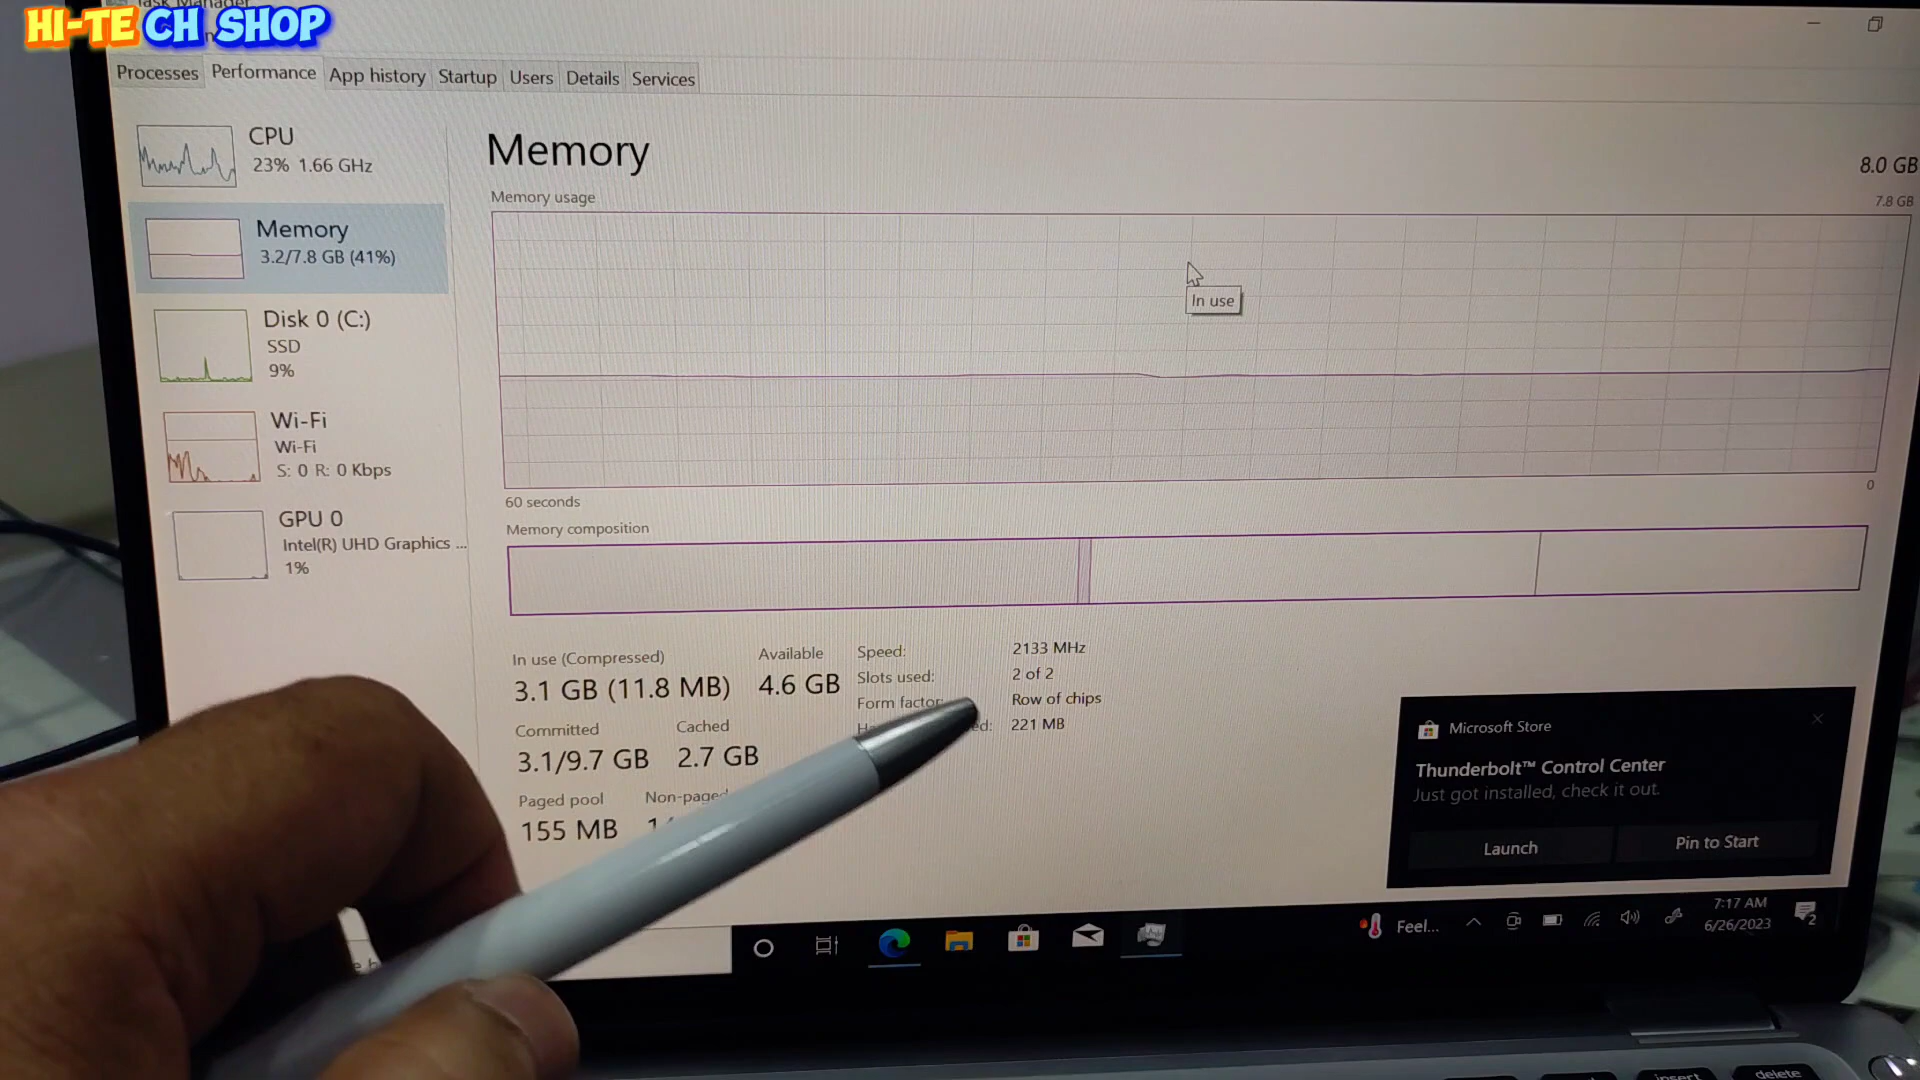 HI-TECH SHOP
Processes
Performance
App history
Startup
Users
Details
Services
CPU
23% 1.66 GHz
Memory
3.2/7.8 GB (41%)
Disk 0 (C:)
SSD
9%
Wi-Fi
Wi-Fi
S: 0 R: 0 Kbps
GPU 0
Intel(R) UHD Graphics ...
1%
Memory
8.0 GB
Memory usage
7.8 GB
In use
60 seconds
0
Memory composition
In use (Compressed)
3.1 GB (11.8 MB)
Available
4.6 GB
Committed
3.1/9.7 GB
Cached
2.7 GB
Paged pool
155 MB
Non-paged
Speed:
2133 MHz
Slots used:
2 of 2
Form factor
Row of chips
221 MB
Microsoft Store
Thunderbolt™ Control Center
Just got installed, check it out.
Launch
Pin to Start
Feel...
7:17 AM
6/26/2023
2
insert
delete